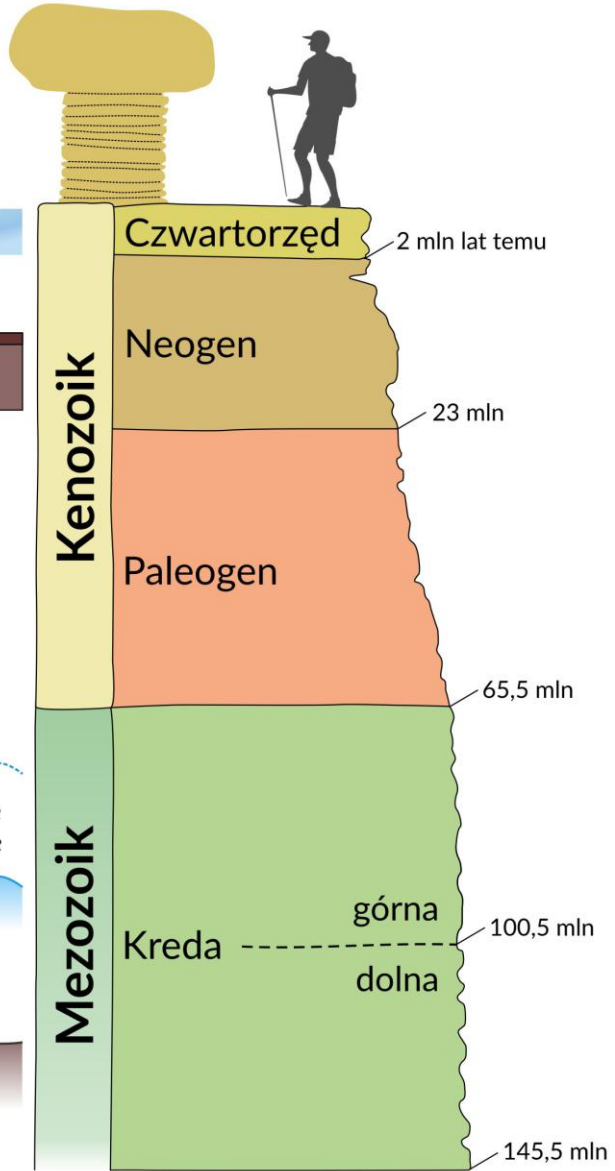 Czwartorzęd
2 mln lat temu
Neogen
23 mln
Kenozoik
Paleogen
65,5 mln
Mezozoik
górna
Kreda
100,5 mln
dolna
145,5 mln